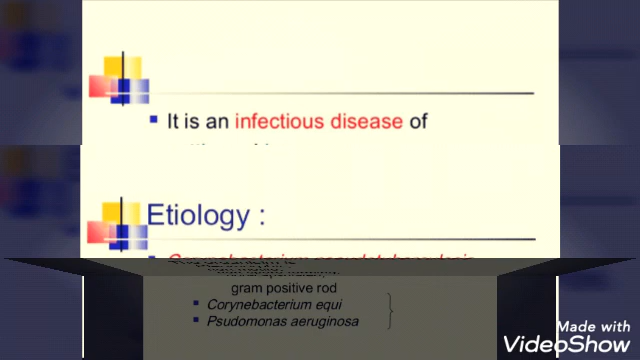 It is an infectious disease of
Etiology :
gram positive rod
Corynebacterium equi
Psudomonas aeruginosa
Made with
VideoShow